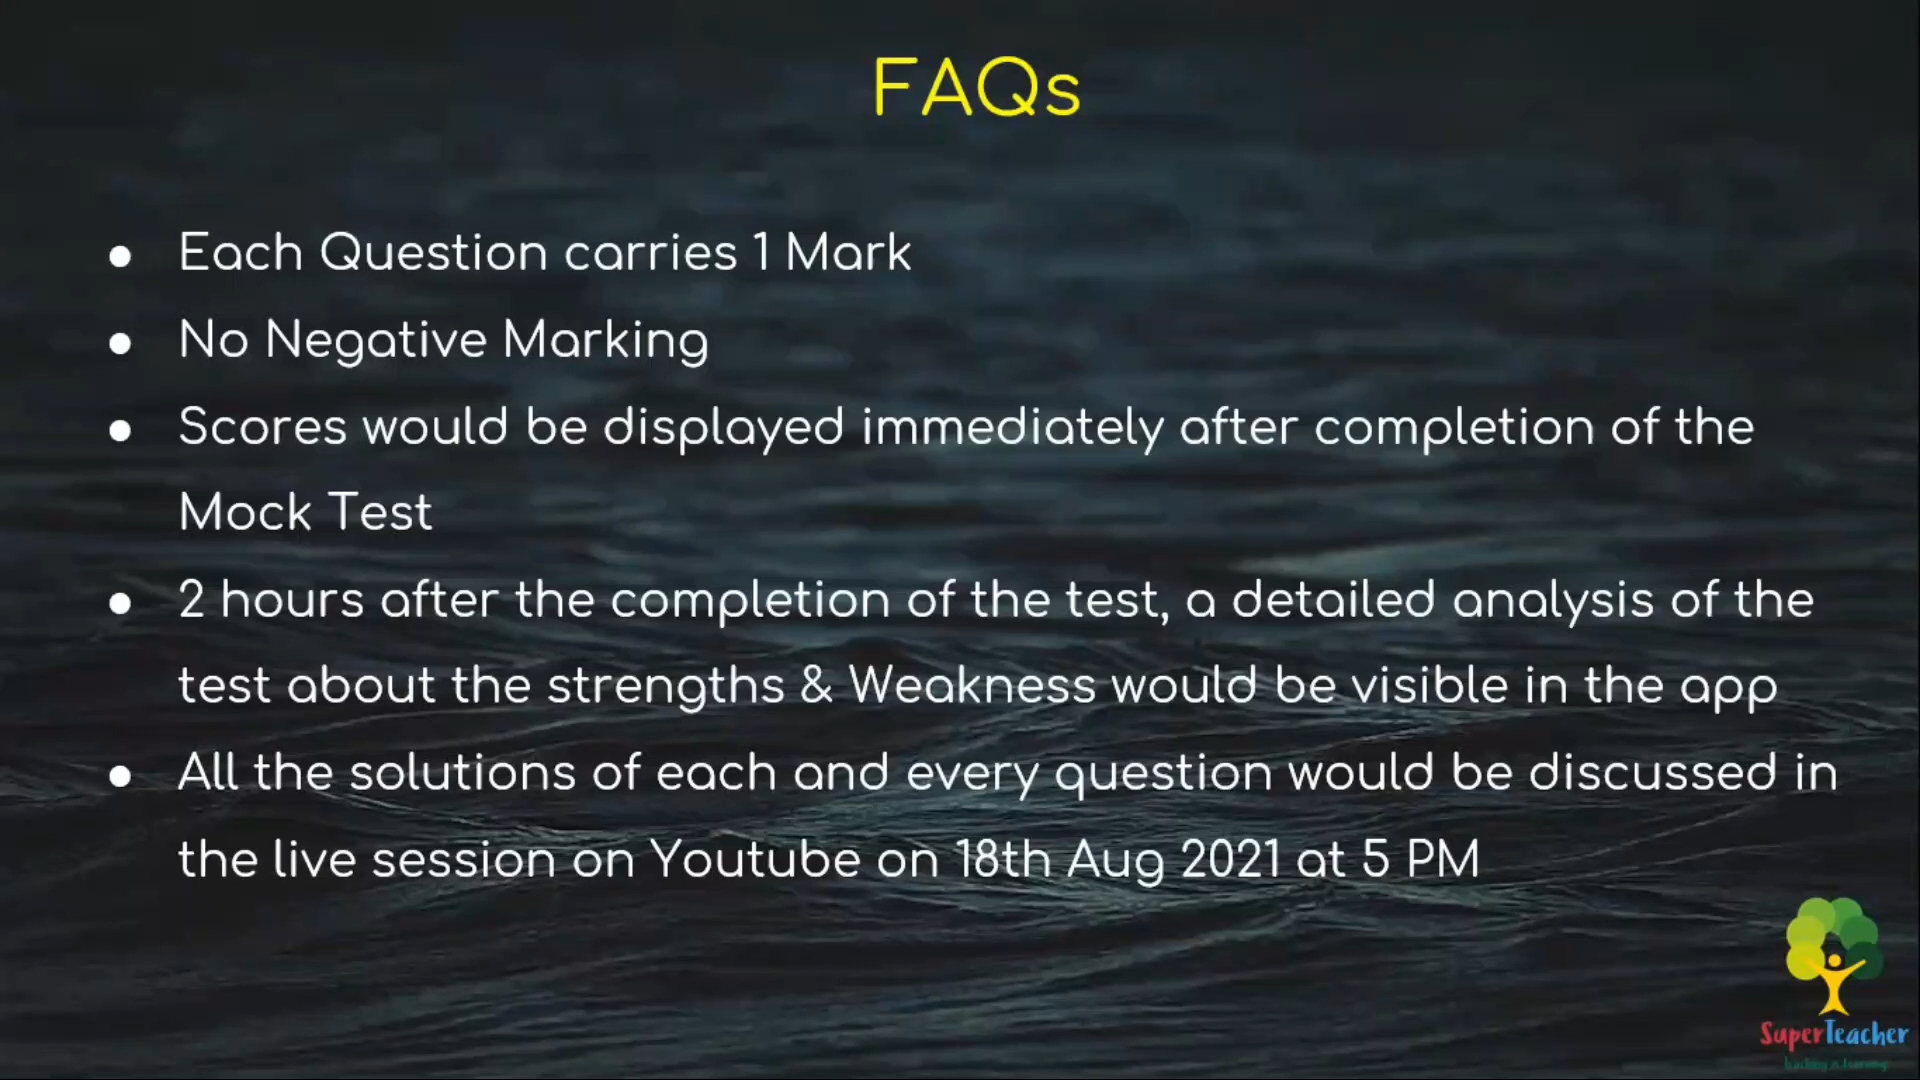 FAQs
● Each Question carries 1 Mark
● No Negative Marking
● Scores would be displayed immediately after completion of the
Mock Test
● 2 hours after the completion of the test, a detailed analysis of the
test about the strengths & Weakness would be visible in the app
● All the solutions of each and every question would be discussed in
the live session on Youtube on 18th Aug 2021 at 5 PM
SuperTeacher